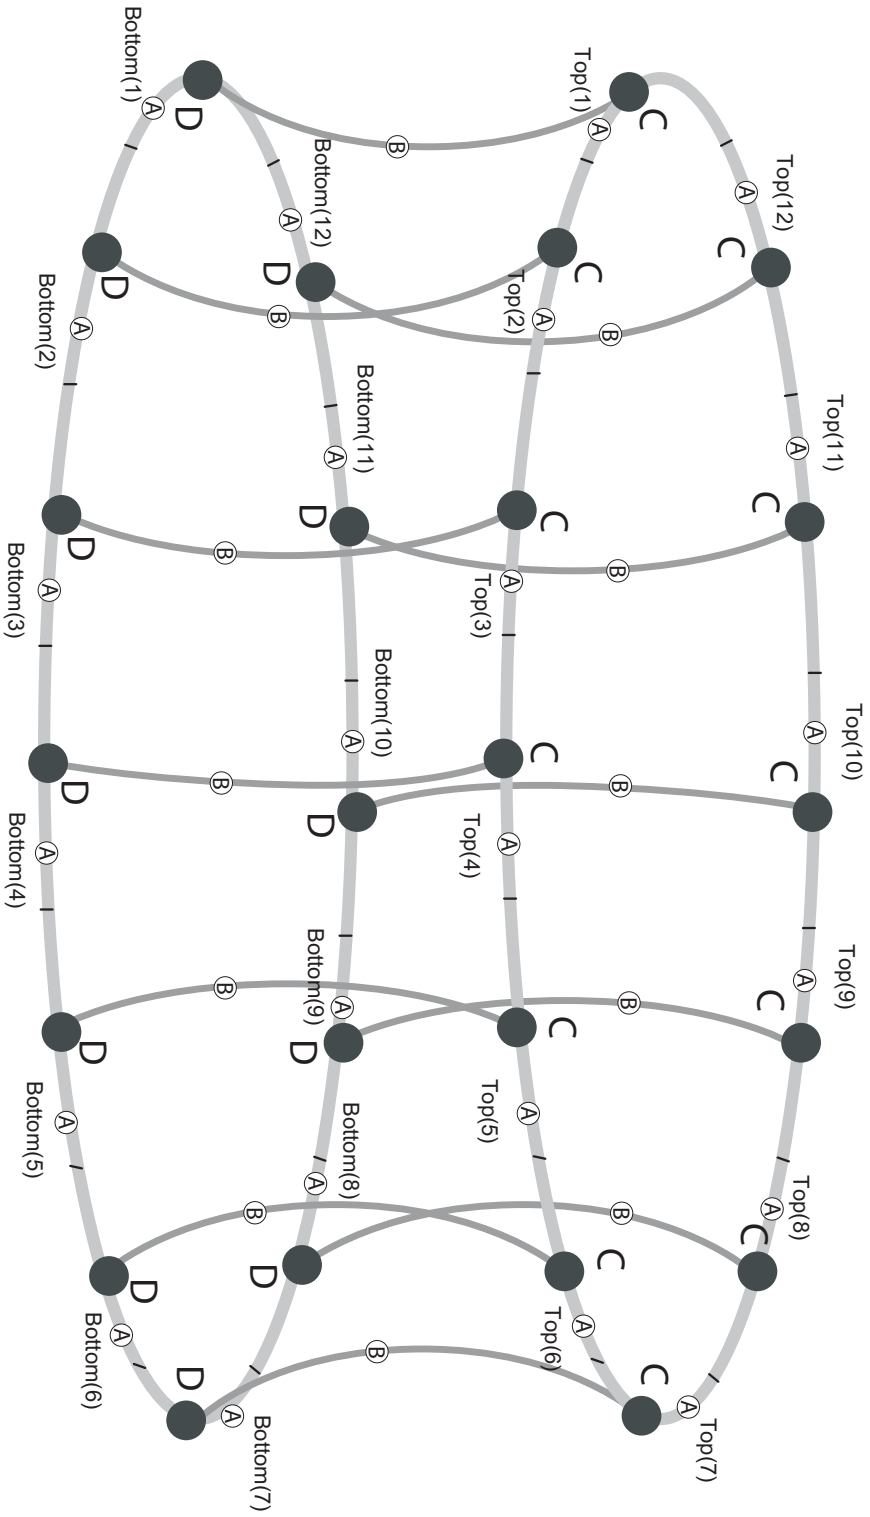 Top(12)
A
C
Top(11)
A
C
Top(10)
A
C
Top(9)
A
C
Top(8)
A
C
Top(7)
A
C
C
Top(1)
A
C
Top(2)
A
C
Top(3)
A
C
Top(4)
A
C
Top(5)
A
C
Top(6)
A
B
B
B
B
B
B
B
B
B
B
B
B
Bottom(12)
A
D
Bottom(11)
A
D
Bottom(10)
A
D
Bottom(9)
A
D
Bottom(8)
A
D
Bottom(7)
A
D
D
Bottom(1)
A
D
Bottom(2)
A
D
Bottom(3)
A
D
Bottom(4)
A
D
Bottom(5)
A
D
Bottom(6)
A